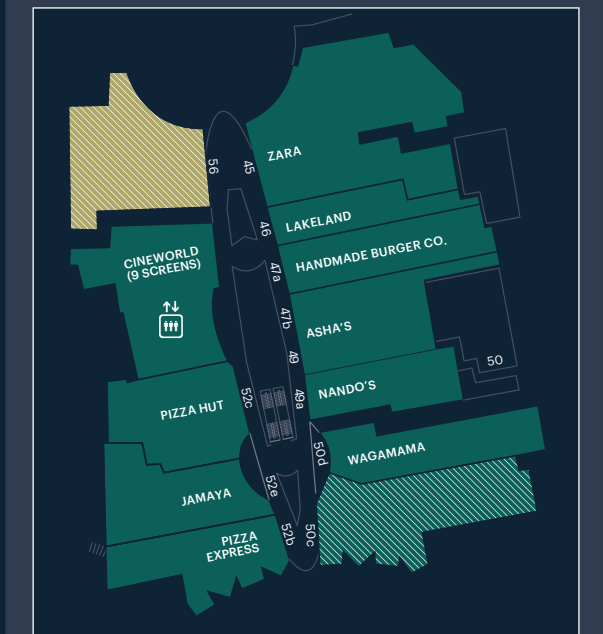 ZARA
56
45
46
LAKELAND
CINEWORLD
(9 SCREENS)
HANDMADE BURGER CO.
47a
47b
ASHA'S
49
50
49a
NANDO'S
52c
PIZZA HUT
50d
WAGAMAMA
52e
JAMAYA
52b
50c
PIZZA
EXPRESS